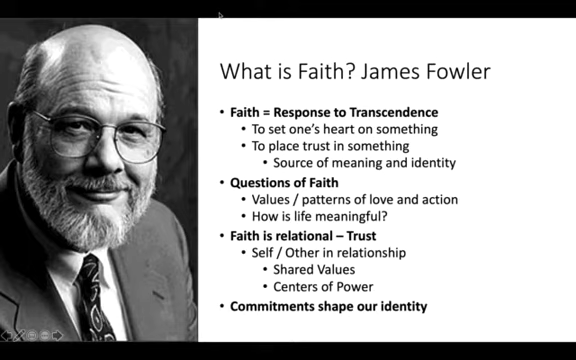 What is Faith? James Fowler
• Faith = Response to Transcendence
• To set one's heart on something
• To place trust in something
• Source of meaning and identity
• Questions of Faith
• Values / patterns of love and action
• How is life meaningful?
• Faith is relational – Trust
• Self / Other in relationship
• Shared Values
• Centers of Power
• Commitments shape our identity